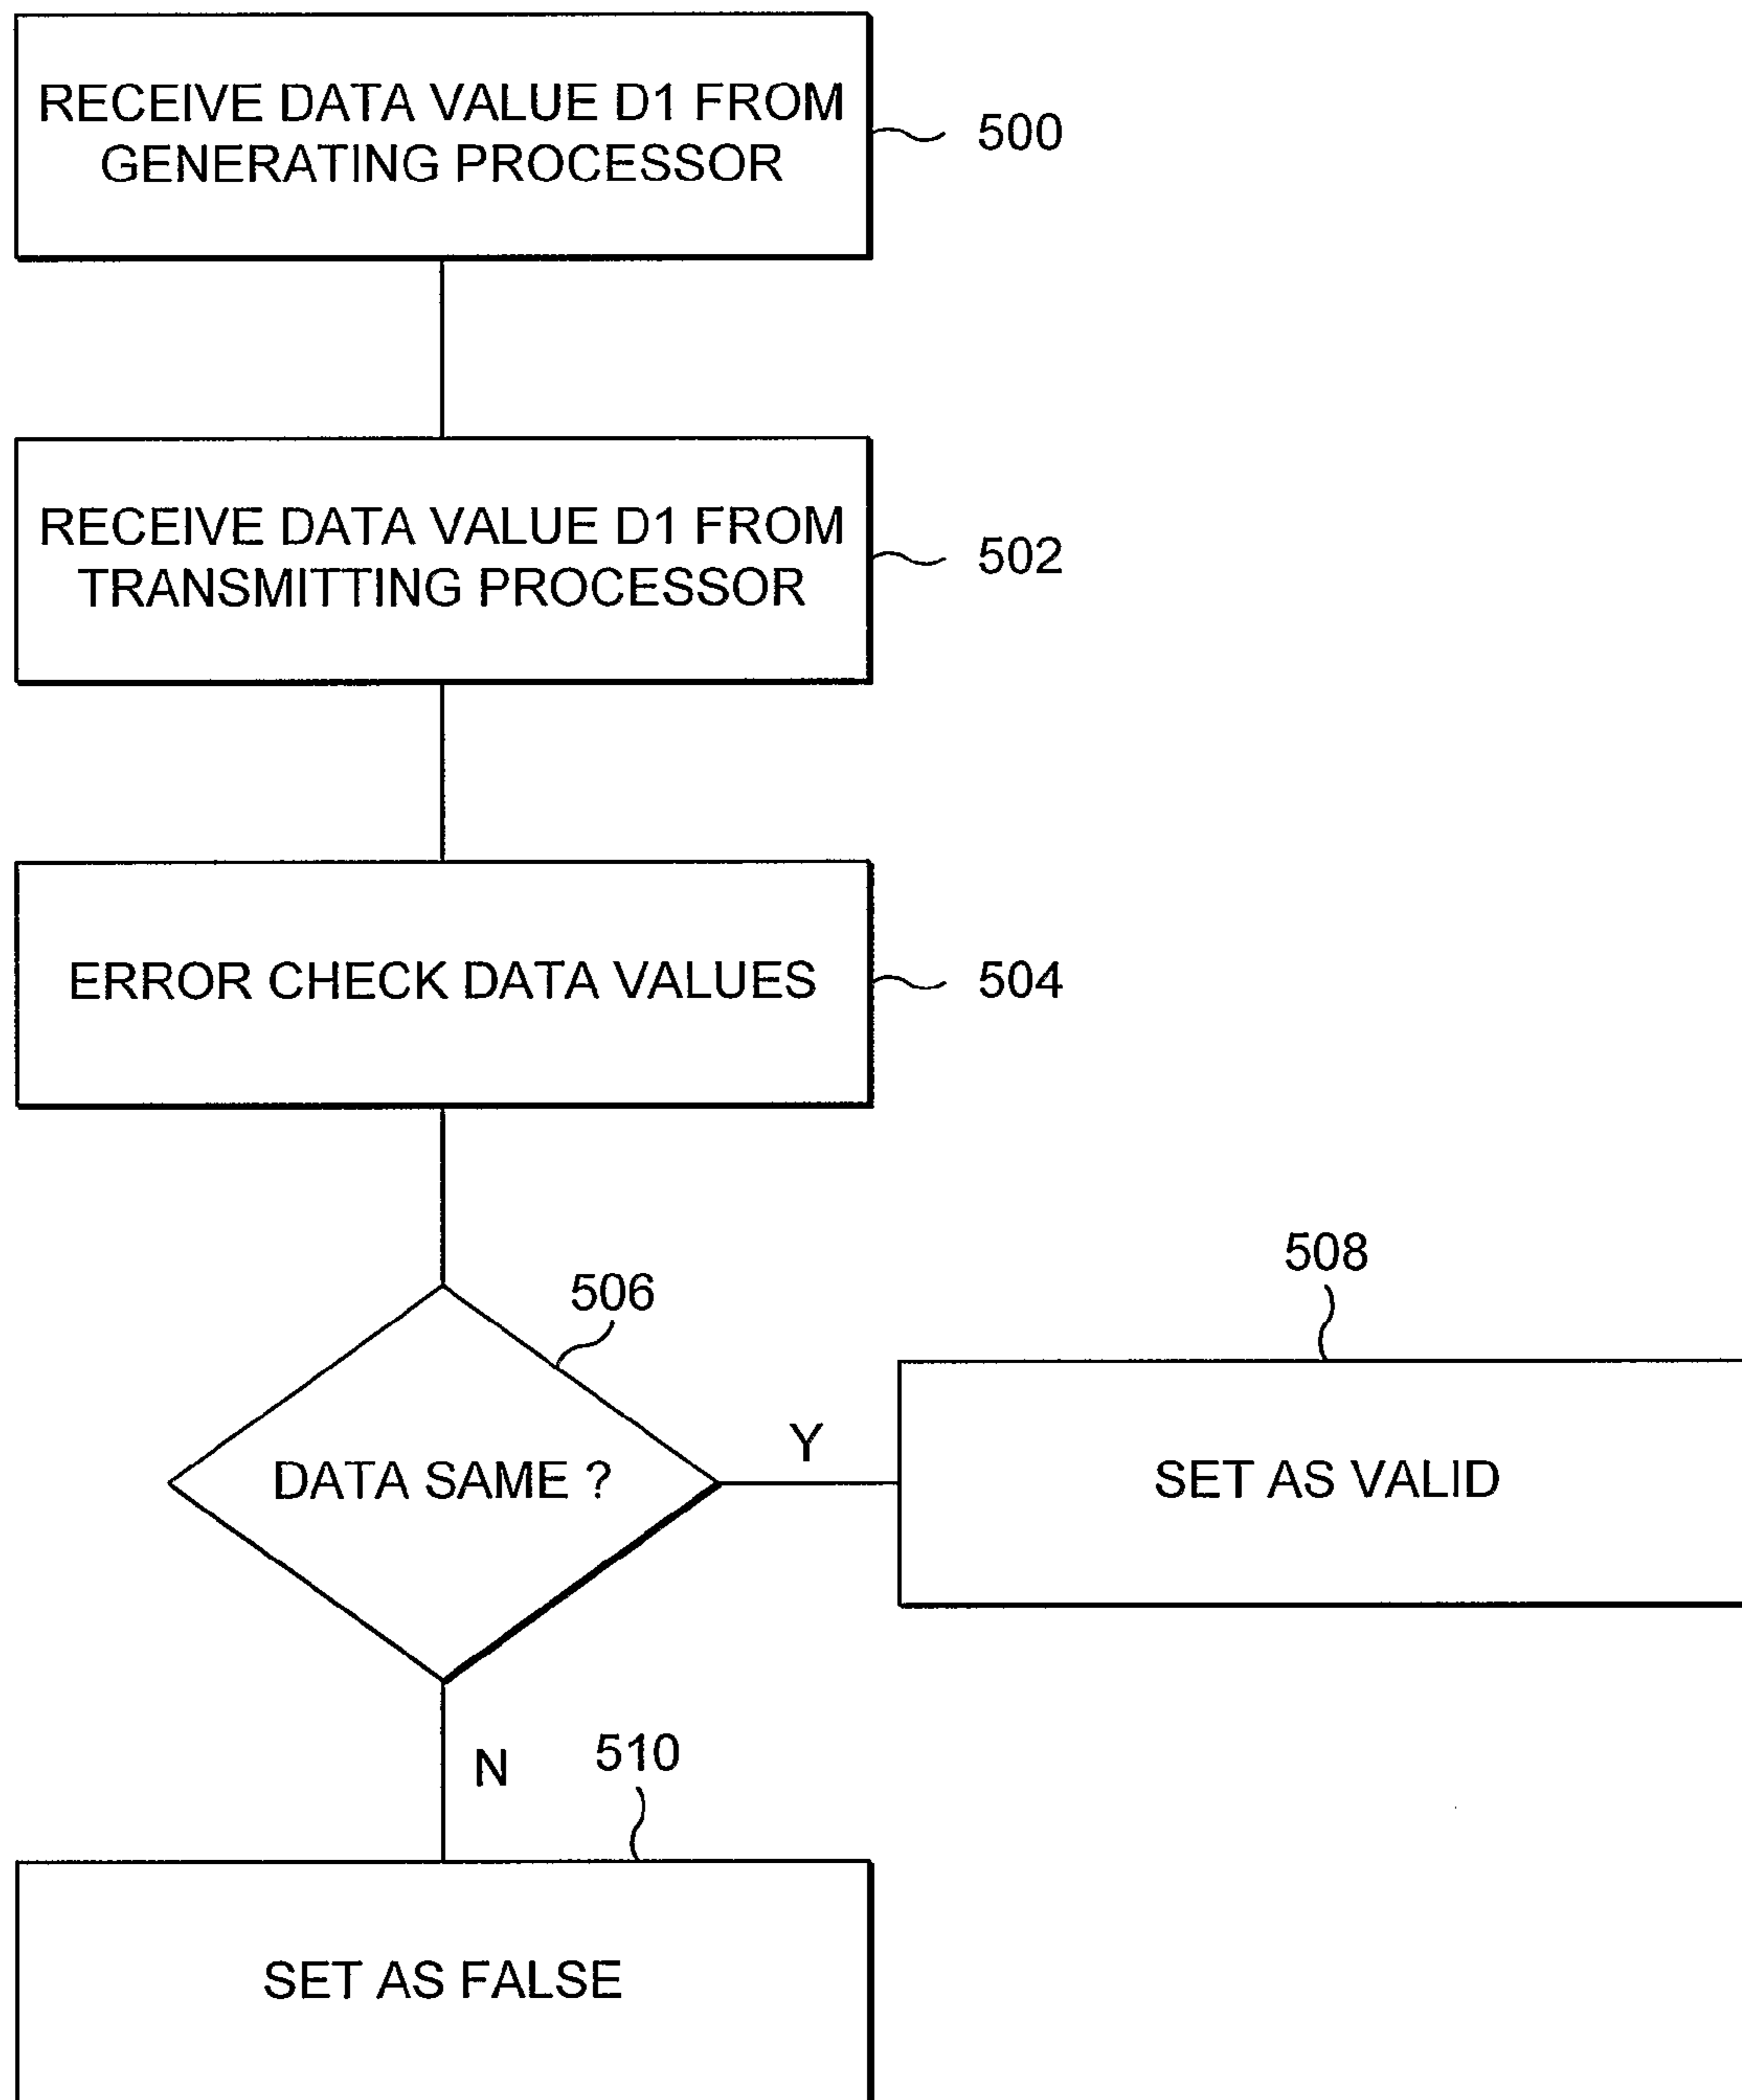 RECEIVE DATA VALUE D1 FROM
GENERATING PROCESSOR
500
RECEIVE DATA VALUE D1 FROM
TRANSMITTING PROCESSOR
502
ERROR CHECK DATA VALUES
504
506
DATA SAME ?
Y
508
SET AS VALID
N
510
SET AS FALSE